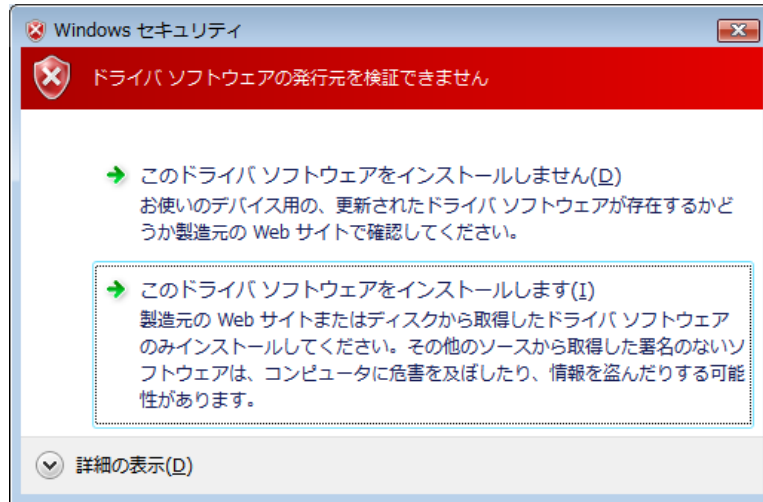 Windows セキュリティ
ドライバ ソフトウェアの発行元を検証できません
このドライバ ソフトウェアをインストールしません(D)
お使いのデバイス用の、更新されたドライバ ソフトウェアが存在するかど
うか製造元の Web サイトで確認してください。
このドライバ ソフトウェアをインストールします(I)
製造元の Web サイトまたはディスクから取得したドライバ ソフトウェア
のみインストールしてください。その他のソースから取得した署名のないソ
フトウェアは、コンピュータに危害を及ぼしたり、情報を盗んだりする可能
性があります。
詳細の表示(D)